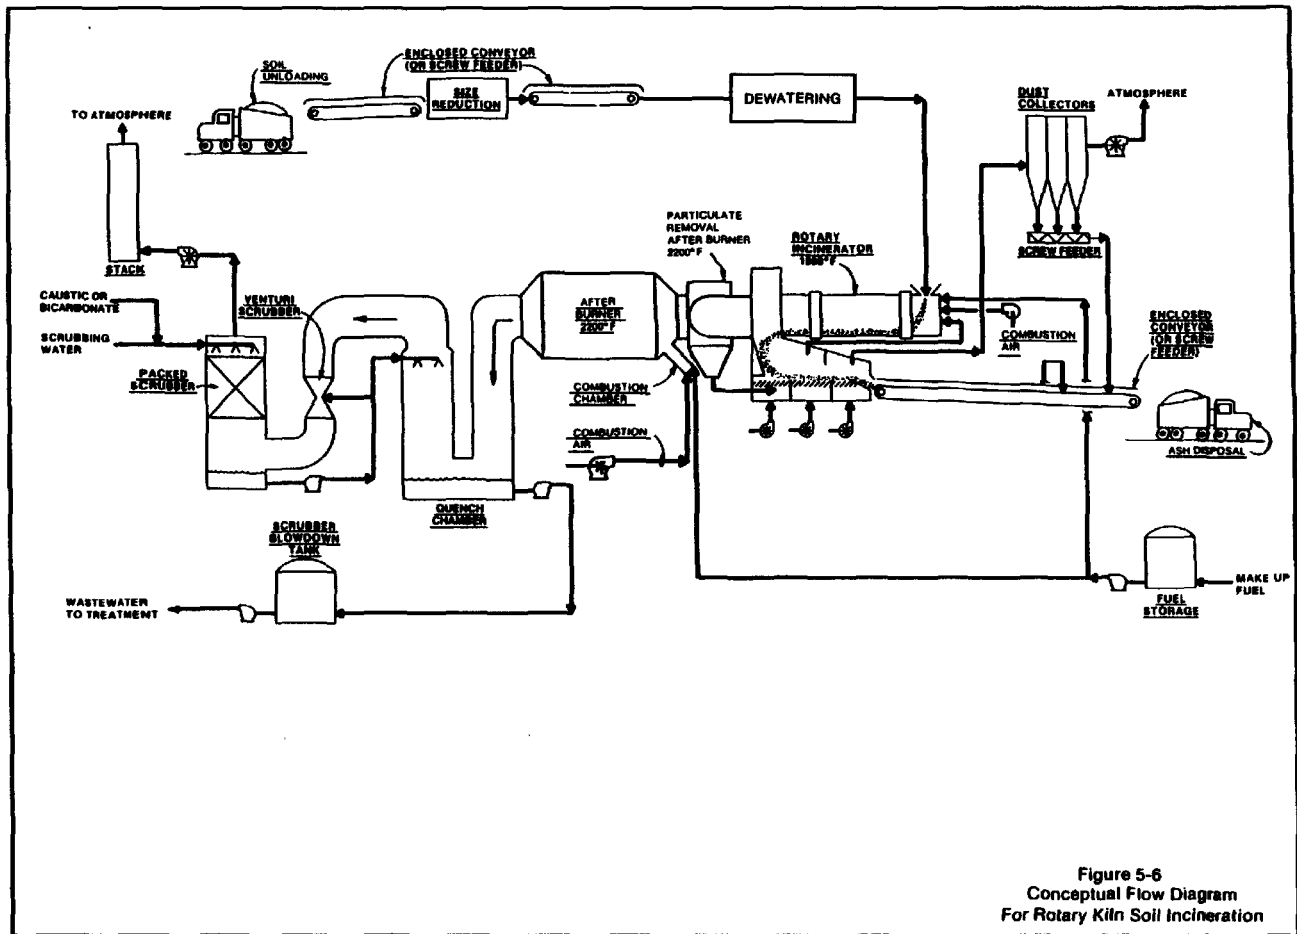 SOIL
UNLOADING
ENCLOSED CONVEYOR
(OR SCREW FEEDER)
SIZE
REDUCTION
DEWATERING
DUST
COLLECTORS
ATMOSPHERE
TO ATMOSPHERE
STACK
SCREW FEEDER
PARTICULATE
REMOVAL
AFTER BURNER
2200° F
ROTARY
INCINERATOR
CAUSTIC OR
BICARBONATE
VENTURI
SCRUBBER
AFTER
BURNER
2200° F
SCRUBBING
WATER
PACKED
SCRUBBER
COMBUSTION
AIR
ENCLOSED
CONVEYOR
(OR SCREW
FEEDER)
COMBUSTION
CHAMBER
COMBUSTION
AIR
ASH DISPOSAL
QUENCH
CHAMBER
SCRUBBER
BLOWDOWN
TANK
WASTEWATER
TO TREATMENT
FUEL
STORAGE
MAKE UP
FUEL
Figure 5-6
Conceptual Flow Diagram
For Rotary Kiln Soil Incineration